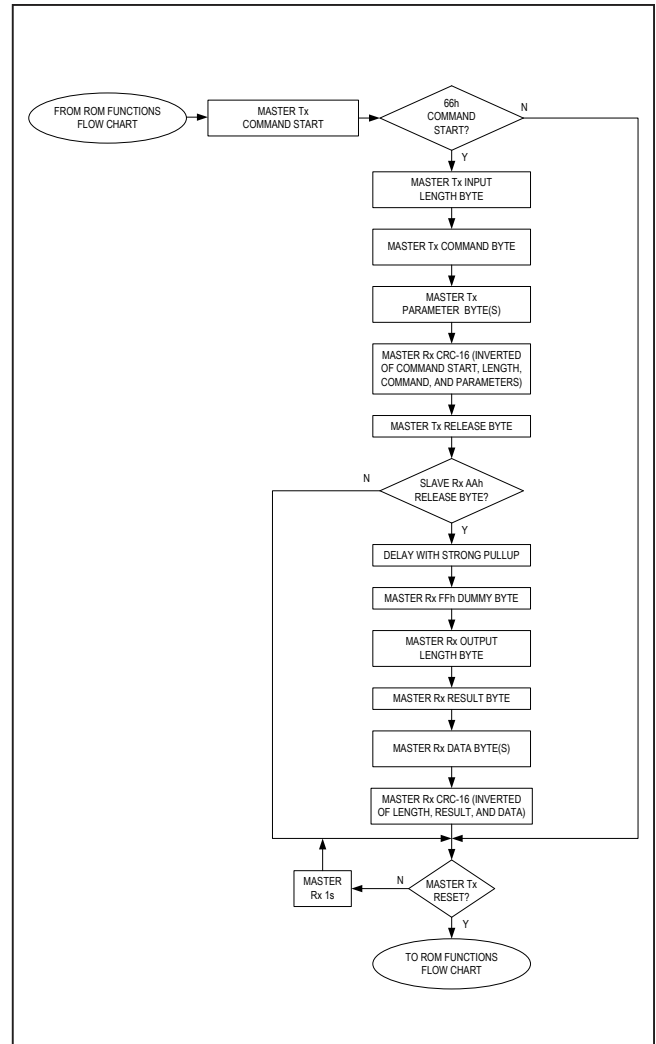 FROM ROM FUNCTIONS
FLOW CHART
MASTER Tx
COMMAND START
66h
COMMAND
START?
N
Y
MASTER Tx INPUT
LENGTH BYTE
MASTER Tx COMMAND BYTE
MASTER Tx
PARAMETER BYTE(S)
MASTER Rx CRC-16 (INVERTED
OF COMMAND START, LENGTH,
COMMAND, AND PARAMETERS)
MASTER Tx RELEASE BYTE
N
SLAVE Rx AAh
RELEASE BYTE?
Y
DELAY WITH STRONG PULLUP
MASTER Rx FFh DUMMY BYTE
MASTER Rx OUTPUT
LENGTH BYTE
MASTER Rx RESULT BYTE
MASTER Rx DATA BYTE(S)
MASTER Rx CRC-16 (INVERTED
OF LENGTH, RESULT, AND DATA)
MASTER
Rx 1s
N
MASTER Tx
RESET?
Y
TO ROM FUNCTIONS
FLOW CHART